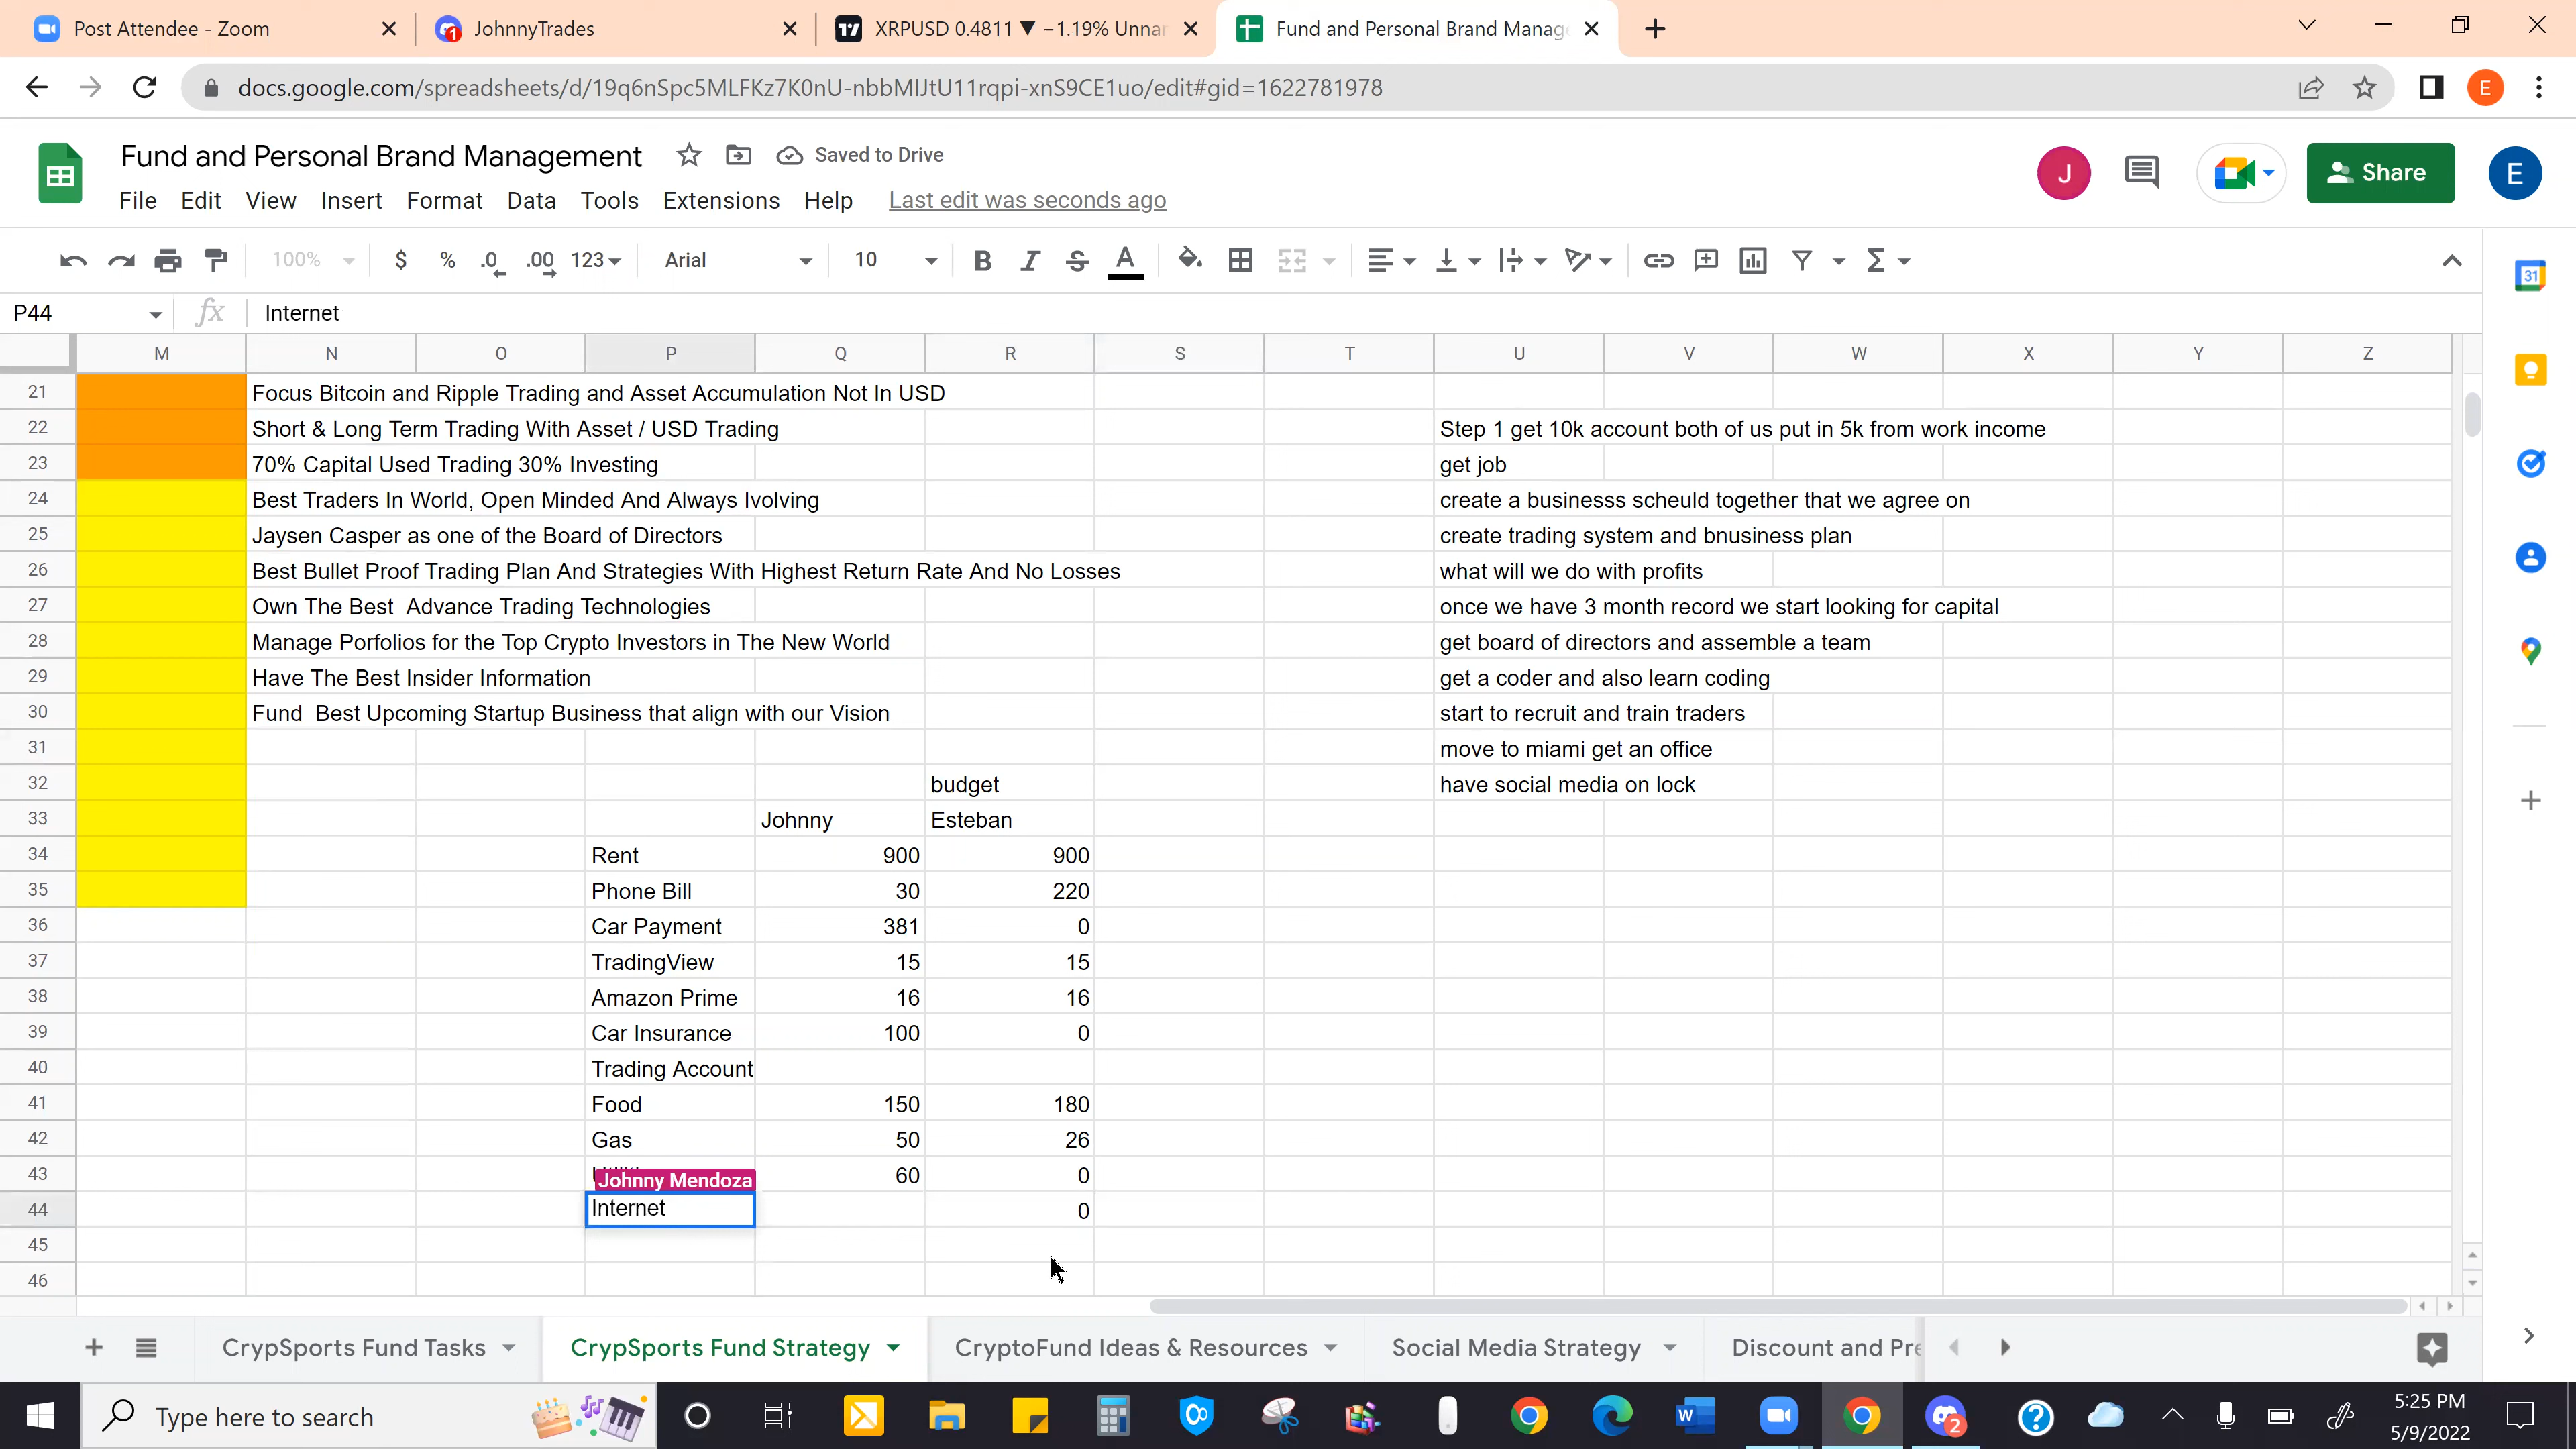 Post Attendee - Zoom
JohnnyTrades
XRPUSD 0.4811 ▼ −1.19% Unnar
Fund and Personal Brand Manag
docs.google.com/spreadsheets/d/19q6nSpc5MLFKz7K0nU-nbbMIJtU11rqpi-xnS9CE1uo/edit#gid=1622781978
E
Fund and Personal Brand Management
Saved to Drive
File Edit View Insert Format Data Tools Extensions Help Last edit was seconds ago
J
Share
E
100% $ % .0 .00 123 Arial 10 B I S A
P44 fx Internet
M N O P Q R S T U V W X Y Z
21 Focus Bitcoin and Ripple Trading and Asset Accumulation Not In USD
22 Short & Long Term Trading With Asset / USD Trading Step 1 get 10k account both of us put in 5k from work income
23 70% Capital Used Trading 30% Investing get job
24 Best Traders In World, Open Minded And Always Ivolving create a businesss scheuld together that we agree on
25 Jaysen Casper as one of the Board of Directors create trading system and bnusiness plan
26 Best Bullet Proof Trading Plan And Strategies With Highest Return Rate And No Losses what will we do with profits
27 Own The Best Advance Trading Technologies once we have 3 month record we start looking for capital
28 Manage Porfolios for the Top Crypto Investors in The New World get board of directors and assemble a team
29 Have The Best Insider Information get a coder and also learn coding
30 Fund Best Upcoming Startup Business that align with our Vision start to recruit and train traders
31 move to miami get an office
32 budget have social media on lock
33 Johnny Esteban
34 Rent 900 900
35 Phone Bill 30 220
36 Car Payment 381 0
37 TradingView 15 15
38 Amazon Prime 16 16
39 Car Insurance 100 0
40 Trading Account
41 Food 150 180
42 Gas 50 26
43 60 0
Johnny Mendoza
44 Internet 0
45
46
CrypSports Fund Tasks CrypSports Fund Strategy CryptoFund Ideas & Resources Social Media Strategy Discount and Pre
Type here to search
5:25 PM
5/9/2022